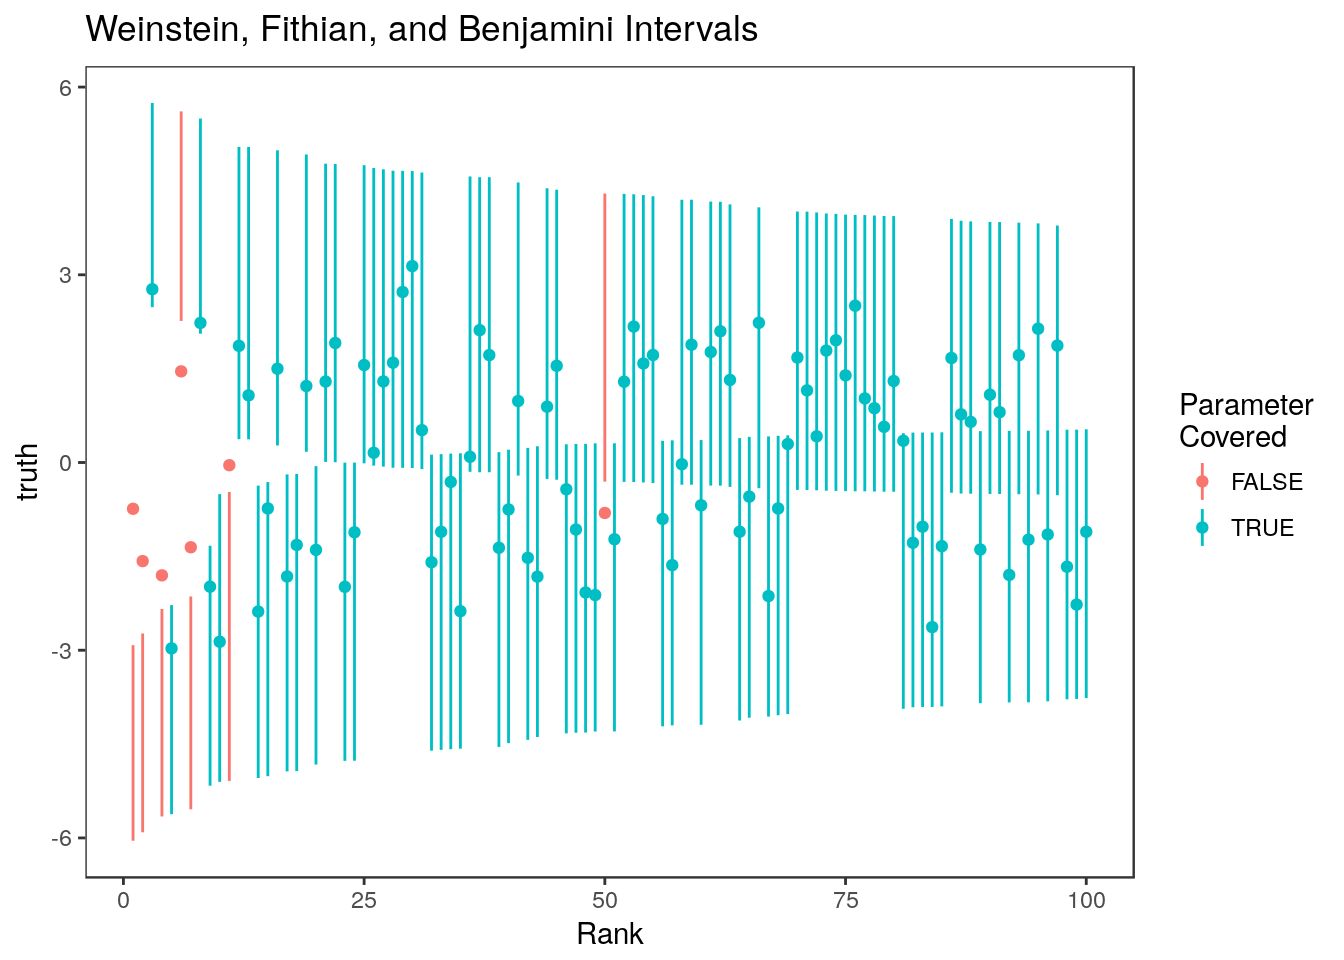 Weinstein, Fithian, and Benjamini Intervals
6
3
0
-3
-6
truth
0
25
50
75
100
Rank
Parameter
Covered
FALSE
TRUE